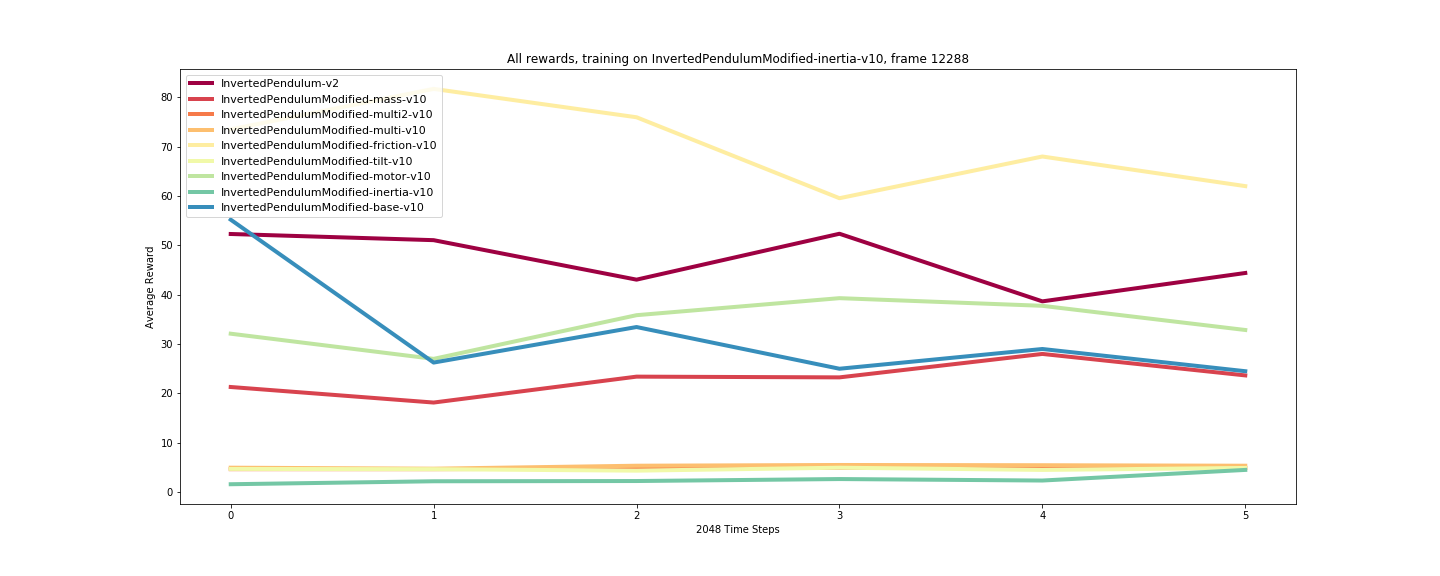 All rewards, training on InvertedPendulumModified-inertia-v10, frame 12288
InvertedPendulum-v2
InvertedPendulumModified-mass-v10
InvertedPendulumModified-multi2-v10
InvertedPendulumModified-multi-v10
InvertedPendulumModified-friction-v10
InvertedPendulumModified-tilt-v10
InvertedPendulumModified-motor-v10
InvertedPendulumModified-inertia-v10
InvertedPendulumModified-base-v10
80
70
60
50
40
30
20
10
0
Average Reward
0 1 2 3 4 5
2048 Time Steps